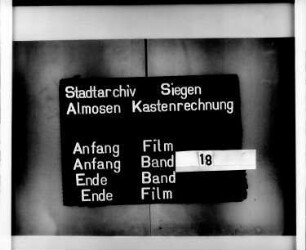 Stadtarchiv Siegen
Almosen Kastenrechnung
Anfang Film
Anfang Band 18
Ende Band
Ende Film